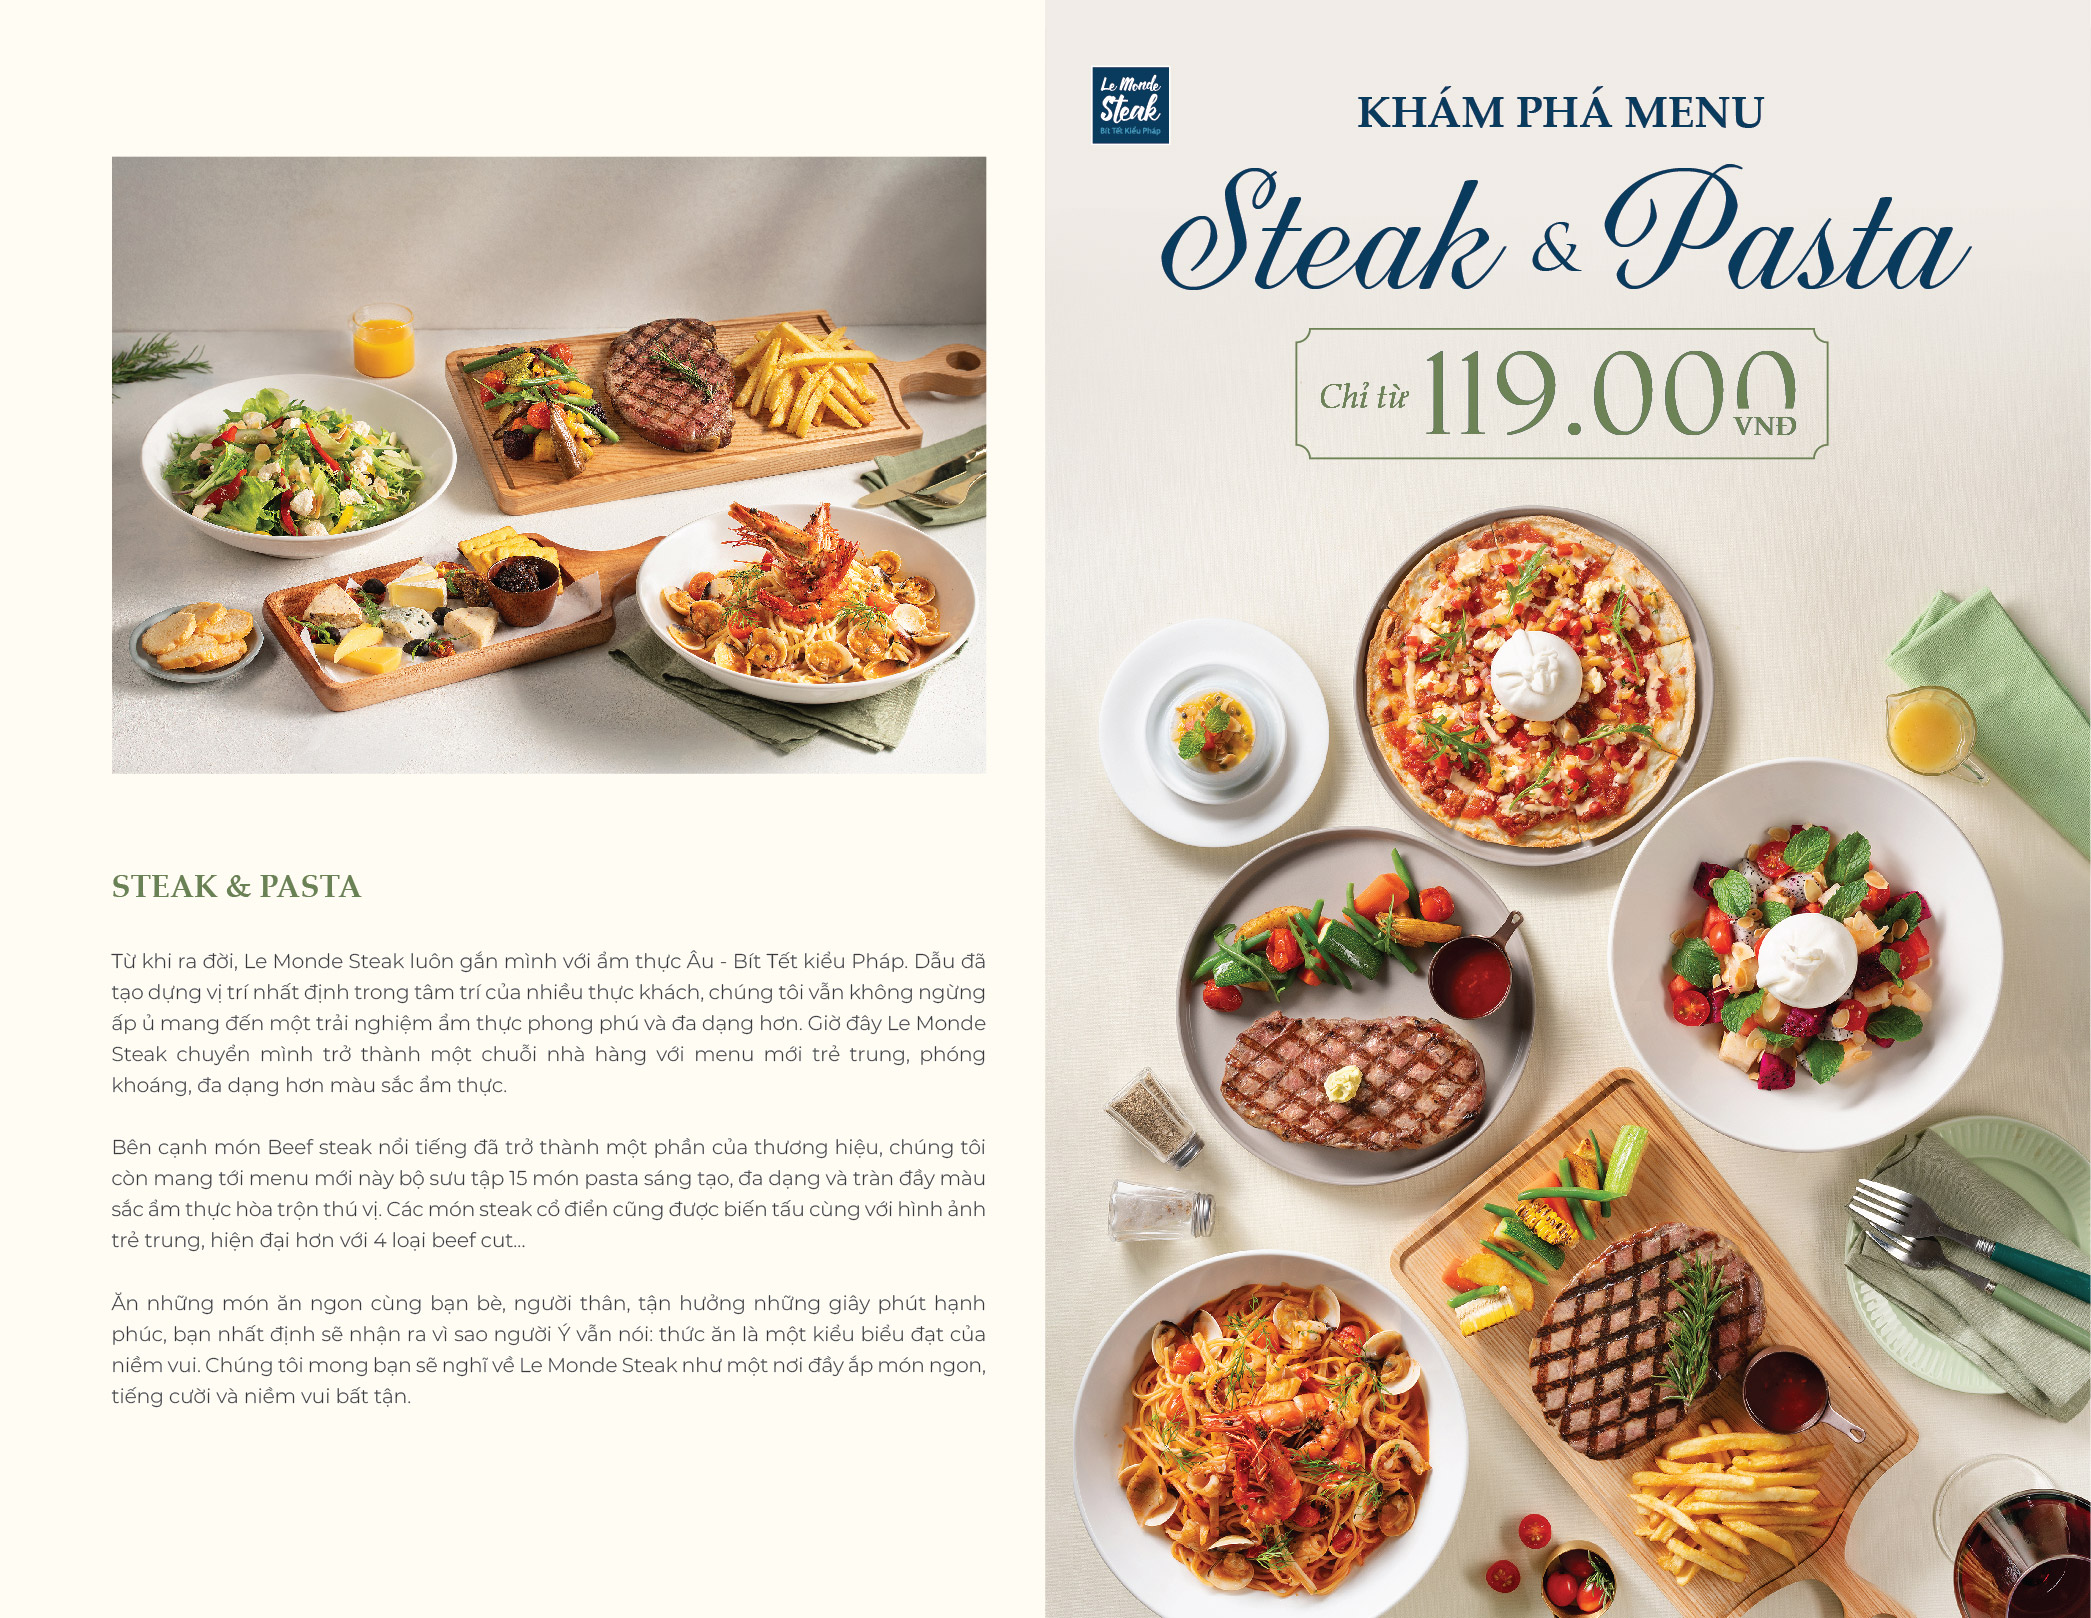 STEAK & PASTA
Từ khi ra đời, Le Monde Steak luôn gắn mình với ẩm thực Âu - Bít Tết kiểu Pháp. Dẫu đã
tạo dựng vị trí nhất định trong tâm trí của nhiều thực khách, chúng tôi vẫn không ngừng
ấp ủ mang đến một trải nghiệm ẩm thực phong phú và đa dạng hơn. Giờ đây Le Monde
Steak chuyển mình trở thành một chuỗi nhà hàng với menu mới trẻ trung, phóng
khoáng, đa dạng hơn màu sắc ẩm thực.
Bên cạnh món Beef steak nổi tiếng đã trở thành một phần của thương hiệu, chúng tôi
còn mang tới menu mới này bộ sưu tập 15 món pasta sáng tạo, đa dạng và tràn đầy màu
sắc ẩm thực hòa trộn thú vị. Các món steak cổ điển cũng được biến tấu cùng với hình ảnh
trẻ trung, hiện đại hơn với 4 loại beef cut...
Ăn những món ăn ngon cùng bạn bè, người thân, tận hưởng những giây phút hạnh
phúc, bạn nhất định sẽ nhận ra vì sao người Ý vẫn nói: thức ăn là một kiểu biểu đạt của
niềm vui. Chúng tôi mong bạn sẽ nghĩ về Le Monde Steak như một nơi đầy ắp món ngon,
tiếng cười và niềm vui bất tận.
Le Monde
Steak
Bít Tết Kiểu Pháp
KHÁM PHÁ MENU
Steak & Pasta
Chỉ từ 119.000 VNĐ